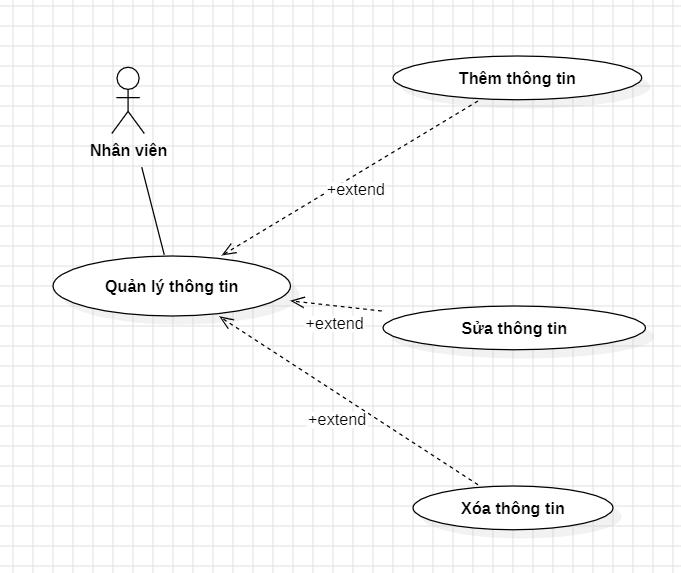 Thêm thông tin
Nhân viên
+extend
Quản lý thông tin
+extend
Sửa thông tin
+extend
Xóa thông tin